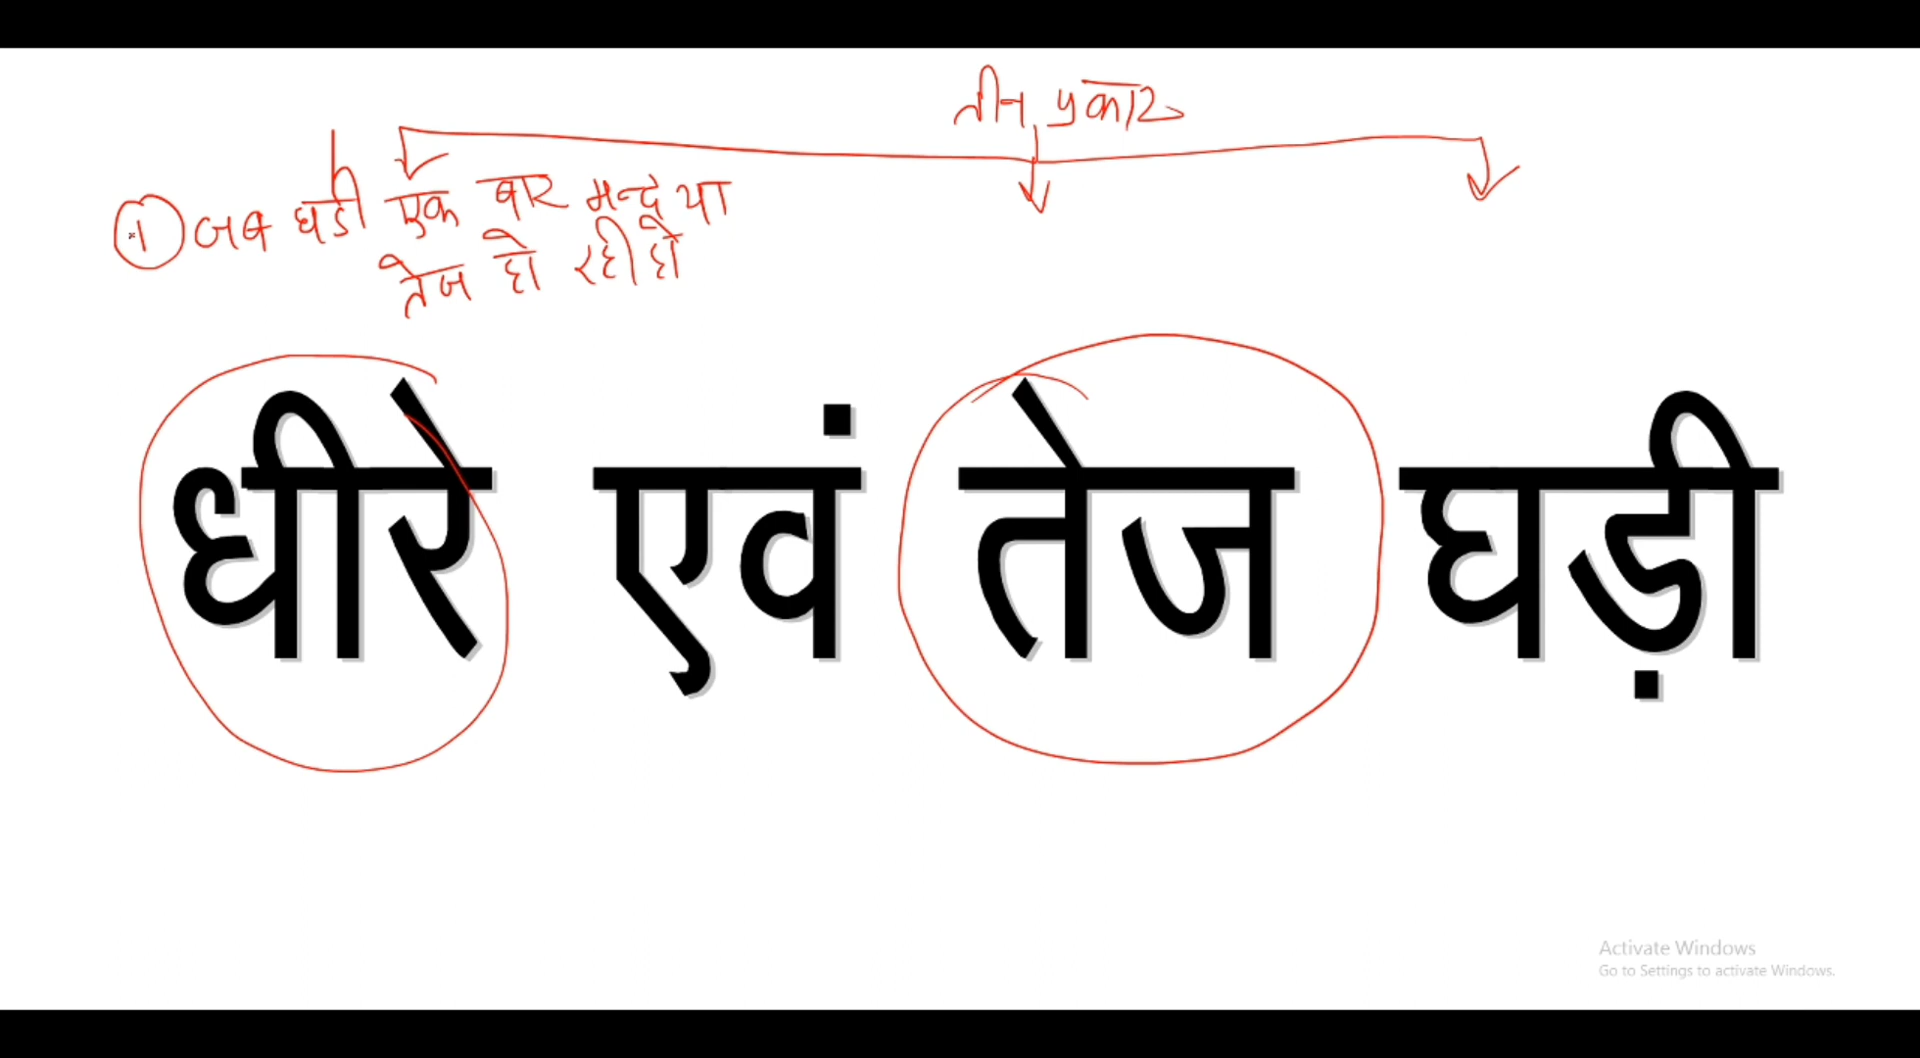 तीन प्रकार
① जब घडी एक बार मन्द या
तेज हो रही हो
धीरे एवं तेज घड़ी
Activate Windows
Go to Settings to activate Windows.